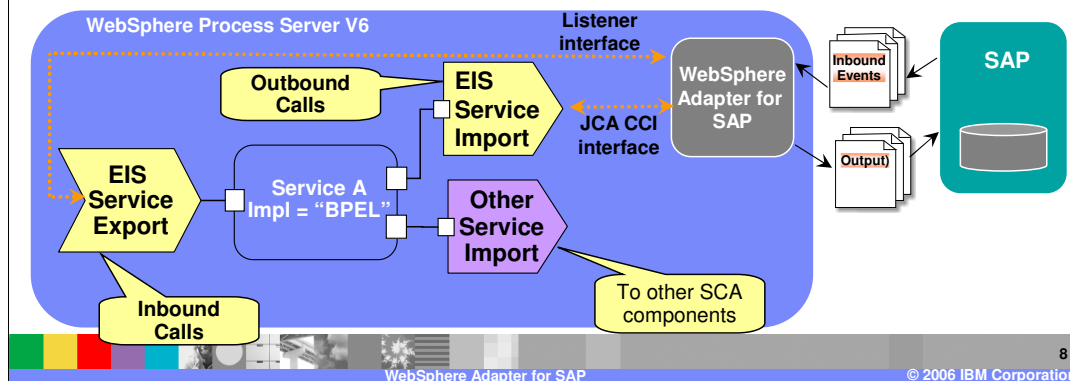 WebSphere Process Server V6
Listener
interface
Outbound
Calls
EIS
Service
Import
JCA CCI
interface
WebSphere
Adapter for
SAP
Inbound
Events
Output)
SAP
EIS
Service
Export
Service A
Impl = “BPEL”
Other
Service
Import
Inbound
Calls
To other SCA
components
8
WebSphere Adapter for SAP
© 2006 IBM Corporation